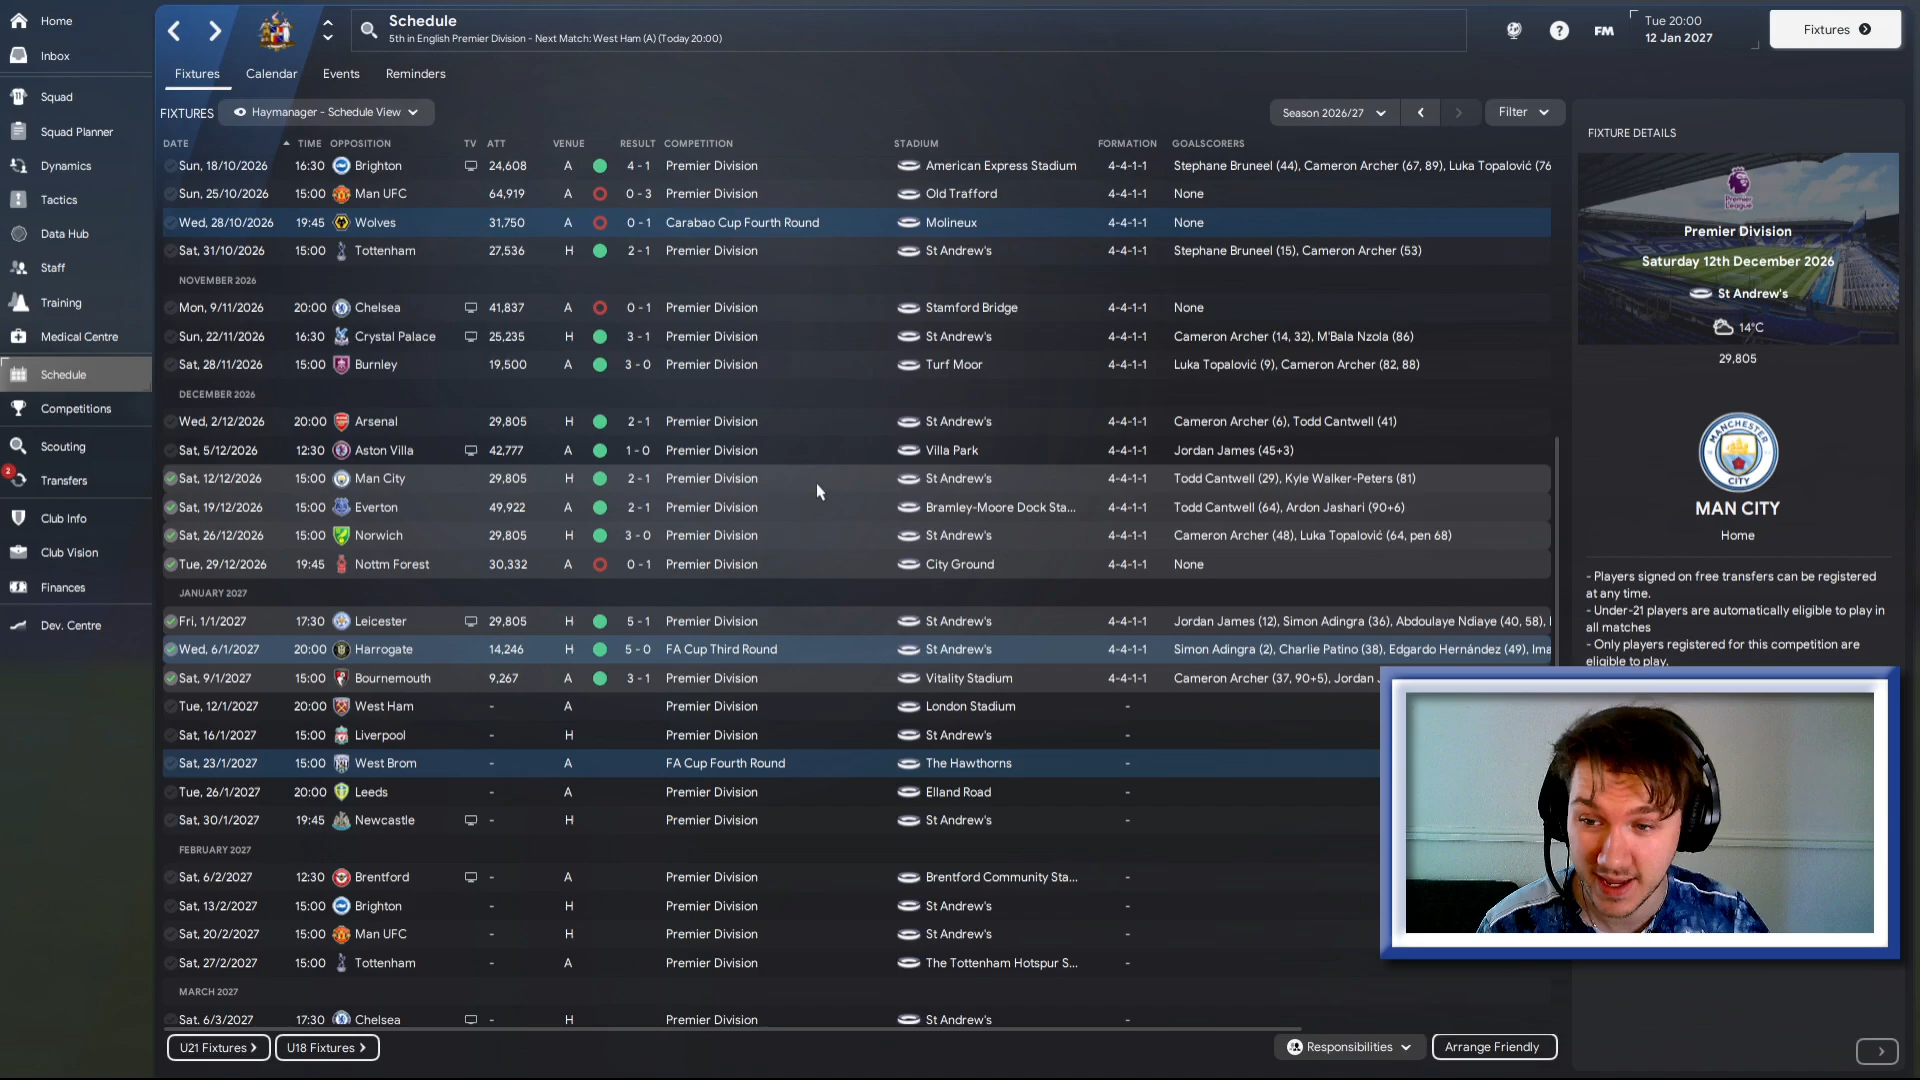 Home
Inbox
Squad
Squad Planner
Dynamics
Tactics
Data Hub
Staff
Training
Medical Centre
Schedule
Competitions
Scouting
2
Transfers
Club Info
Club Vision
Finances
Dev. Centre
Schedule
5th in English Premier Division - Next Match: West Ham (A) (Today 20:00)
FM
Tue 20:00
12 Jan 2027
Fixtures
Fixtures Calendar Events Reminders
FIXTURES Haymanager - Schedule View Season 2026/27 Filter
DATE TIME OPPOSITION TV ATT VENUE RESULT COMPETITION STADIUM FORMATION GOALSCORERS
Sun, 18/10/2026 16:30 Brighton 24,608 A 4 - 1 Premier Division American Express Stadium 4-4-1-1 Stephane Bruneel (44), Cameron Archer (67, 89), Luka Topalović (76
Sun, 25/10/2026 15:00 Man UFC 64,919 A 0 - 3 Premier Division Old Trafford 4-4-1-1 None
Wed, 28/10/2026 19:45 Wolves 31,750 A 0 - 1 Carabao Cup Fourth Round Molineux 4-4-1-1 None
Sat, 31/10/2026 15:00 Tottenham 27,536 H 2 - 1 Premier Division St Andrew's 4-4-1-1 Stephane Bruneel (15), Cameron Archer (53)
NOVEMBER 2026
Mon, 9/11/2026 20:00 Chelsea 41,837 A 0 - 1 Premier Division Stamford Bridge 4-4-1-1 None
Sun, 22/11/2026 16:30 Crystal Palace 25,235 H 3 - 1 Premier Division St Andrew's 4-4-1-1 Cameron Archer (14, 32), M'Bala Nzola (86)
Sat, 28/11/2026 15:00 Burnley 19,500 A 3 - 0 Premier Division Turf Moor 4-4-1-1 Luka Topalović (9), Cameron Archer (82, 88)
DECEMBER 2026
Wed, 2/12/2026 20:00 Arsenal 29,805 H 2 - 1 Premier Division St Andrew's 4-4-1-1 Cameron Archer (6), Todd Cantwell (41)
Sat, 5/12/2026 12:30 Aston Villa 42,777 A 1 - 0 Premier Division Villa Park 4-4-1-1 Jordan James (45+3)
Sat, 12/12/2026 15:00 Man City 29,805 H 2 - 1 Premier Division St Andrew's 4-4-1-1 Todd Cantwell (29), Kyle Walker-Peters (81)
Sat, 19/12/2026 15:00 Everton 49,922 A 2 - 1 Premier Division Bramley-Moore Dock Sta... 4-4-1-1 Todd Cantwell (64), Ardon Jashari (90+6)
Sat, 26/12/2026 15:00 Norwich 29,805 H 3 - 0 Premier Division St Andrew's 4-4-1-1 Cameron Archer (48), Luka Topalović (64, pen 68)
Tue, 29/12/2026 19:45 Nottm Forest 30,332 A 0 - 1 Premier Division City Ground 4-4-1-1 None
JANUARY 2027
Fri, 1/1/2027 17:30 Leicester 29,805 H 5 - 1 Premier Division St Andrew's 4-4-1-1 Jordan James (12), Simon Adingra (36), Abdoulaye Ndiaye (40, 58),
Wed, 6/1/2027 20:00 Harrogate 14,246 H 5 - 0 FA Cup Third Round St Andrew's 4-4-1-1 Simon Adingra (2), Charlie Patino (38), Edgardo Hernández (49), Ima
Sat, 9/1/2027 15:00 Bournemouth 9,267 A 3 - 1 Premier Division Vitality Stadium 4-4-1-1 Cameron Archer (37, 90+5), Jordan J
Tue, 12/1/2027 20:00 West Ham - A Premier Division London Stadium -
Sat, 16/1/2027 15:00 Liverpool - H Premier Division St Andrew's -
Sat, 23/1/2027 15:00 West Brom - A FA Cup Fourth Round The Hawthorns -
Tue, 26/1/2027 20:00 Leeds - A Premier Division Elland Road -
Sat, 30/1/2027 19:45 Newcastle - H Premier Division St Andrew's -
FEBRUARY 2027
Sat, 6/2/2027 12:30 Brentford - A Premier Division Brentford Community Sta... -
Sat, 13/2/2027 15:00 Brighton - H Premier Division St Andrew's -
Sat, 20/2/2027 15:00 Man UFC - H Premier Division St Andrew's -
Sat, 27/2/2027 15:00 Tottenham - A Premier Division The Tottenham Hotspur S... -
MARCH 2027
Sat, 6/3/2027 17:30 Chelsea - H Premier Division St Andrew's -
U21 Fixtures U18 Fixtures Responsibilities Arrange Friendly
FIXTURE DETAILS
Premier League
Premier Division
Saturday 12th December 2026
St Andrew's
14°C
29,805
MANCHESTER
CITY
MAN CITY
Home
- Players signed on free transfers can be registered
at any time.
- Under-21 players are automatically eligible to play in
all matches
- Only players registered for this competition are
eligible to play.